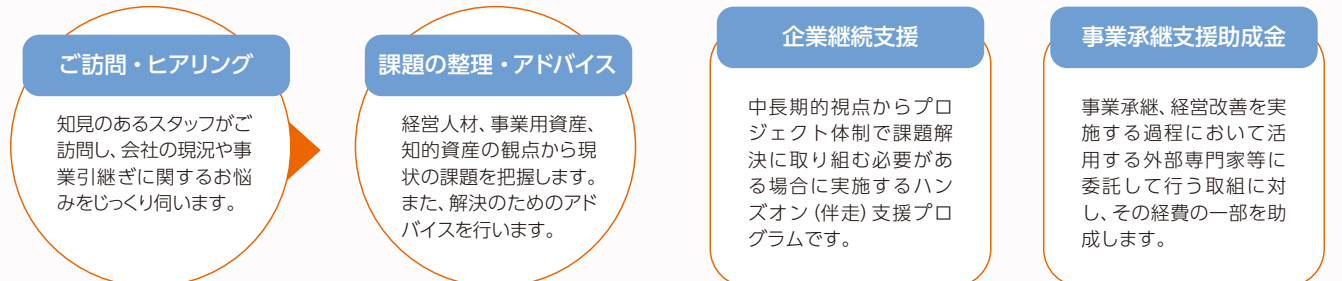 ご訪問・ヒアリング
知見のあるスタッフがご
訪問し、会社の現況や事
業引継ぎに関するお悩
みをじっくり伺います。
課題の整理・アドバイス
経営人材、事業用資産、
知的資産の観点から現
状の課題を把握します。
また、解決のためのアド
バイスを行います。
企業継続支援
中長期的視点からプロ
ジェクト体制で課題解
決に取り組む必要があ
る場合に実施するハン
ズオン(伴走)支援プロ
グラムです。
事業承継支援助成金
事業承継、経営改善を実
施する過程において活
用する外部専門家等に
委託して行う取組に対
し、その経費の一部を助
成します。